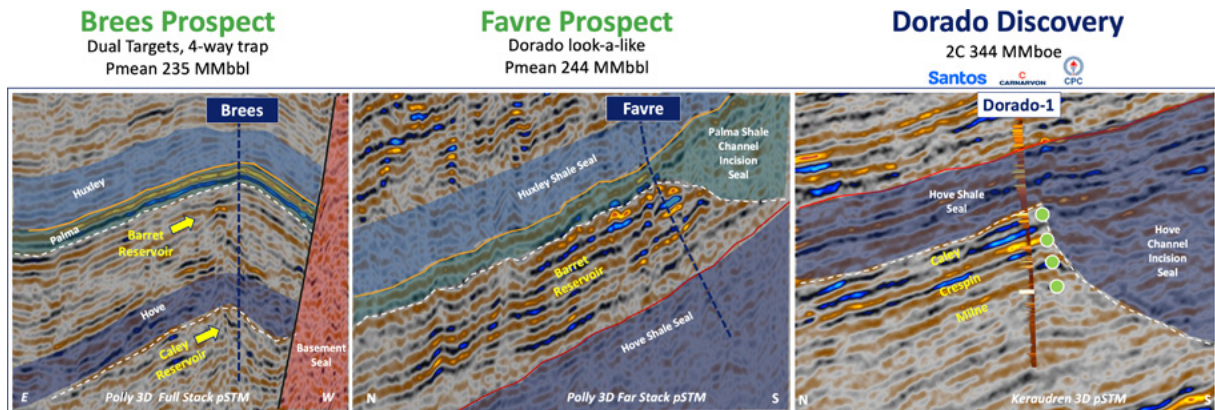 Brees Prospect
Dual Targets, 4-way trap
Pmean 235 MMbbl
Favre Prospect
Dorado look-a-like
Pmean 244 MMbbl
Dorado Discovery
2C 344 MMboe
Santos
CARNARVON
CPC
Brees
Huxley
Palma
Barret
Reservoir
Hove
Caley
Reservoir
Basement
Seal
E
Polly 3D Full Stack pSTM
W
Favre
Palma Shale
Channel
Incision
Seal
Huxley Shale Seal
Barret
Reservoir
Hove Shale Seal
N
Polly 3D Far Stack pSTM
S
Dorado-1
Hove Shale
Seal
Hove
Channel
Incision
Seal
Caley
Crespin
Milne
N
Keraudren 3D pSTM
S